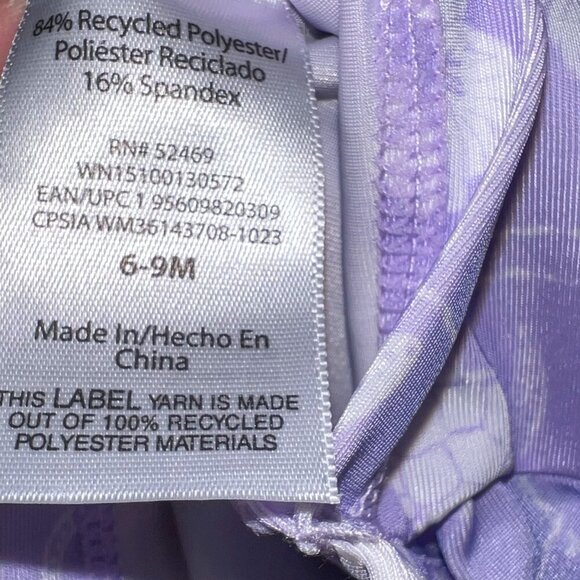 84% Recycled Polyester/
Poliéster Reciclado
16% Spandex
RN# 52469
WN15100130572
EAN/UPC 1 95609820309
CPSIA WM36143708-1023
6-9M
Made In/Hecho En
China
THIS LABEL YARN IS MADE
OUT OF 100% RECYCLED
POLYESTER MATERIALS